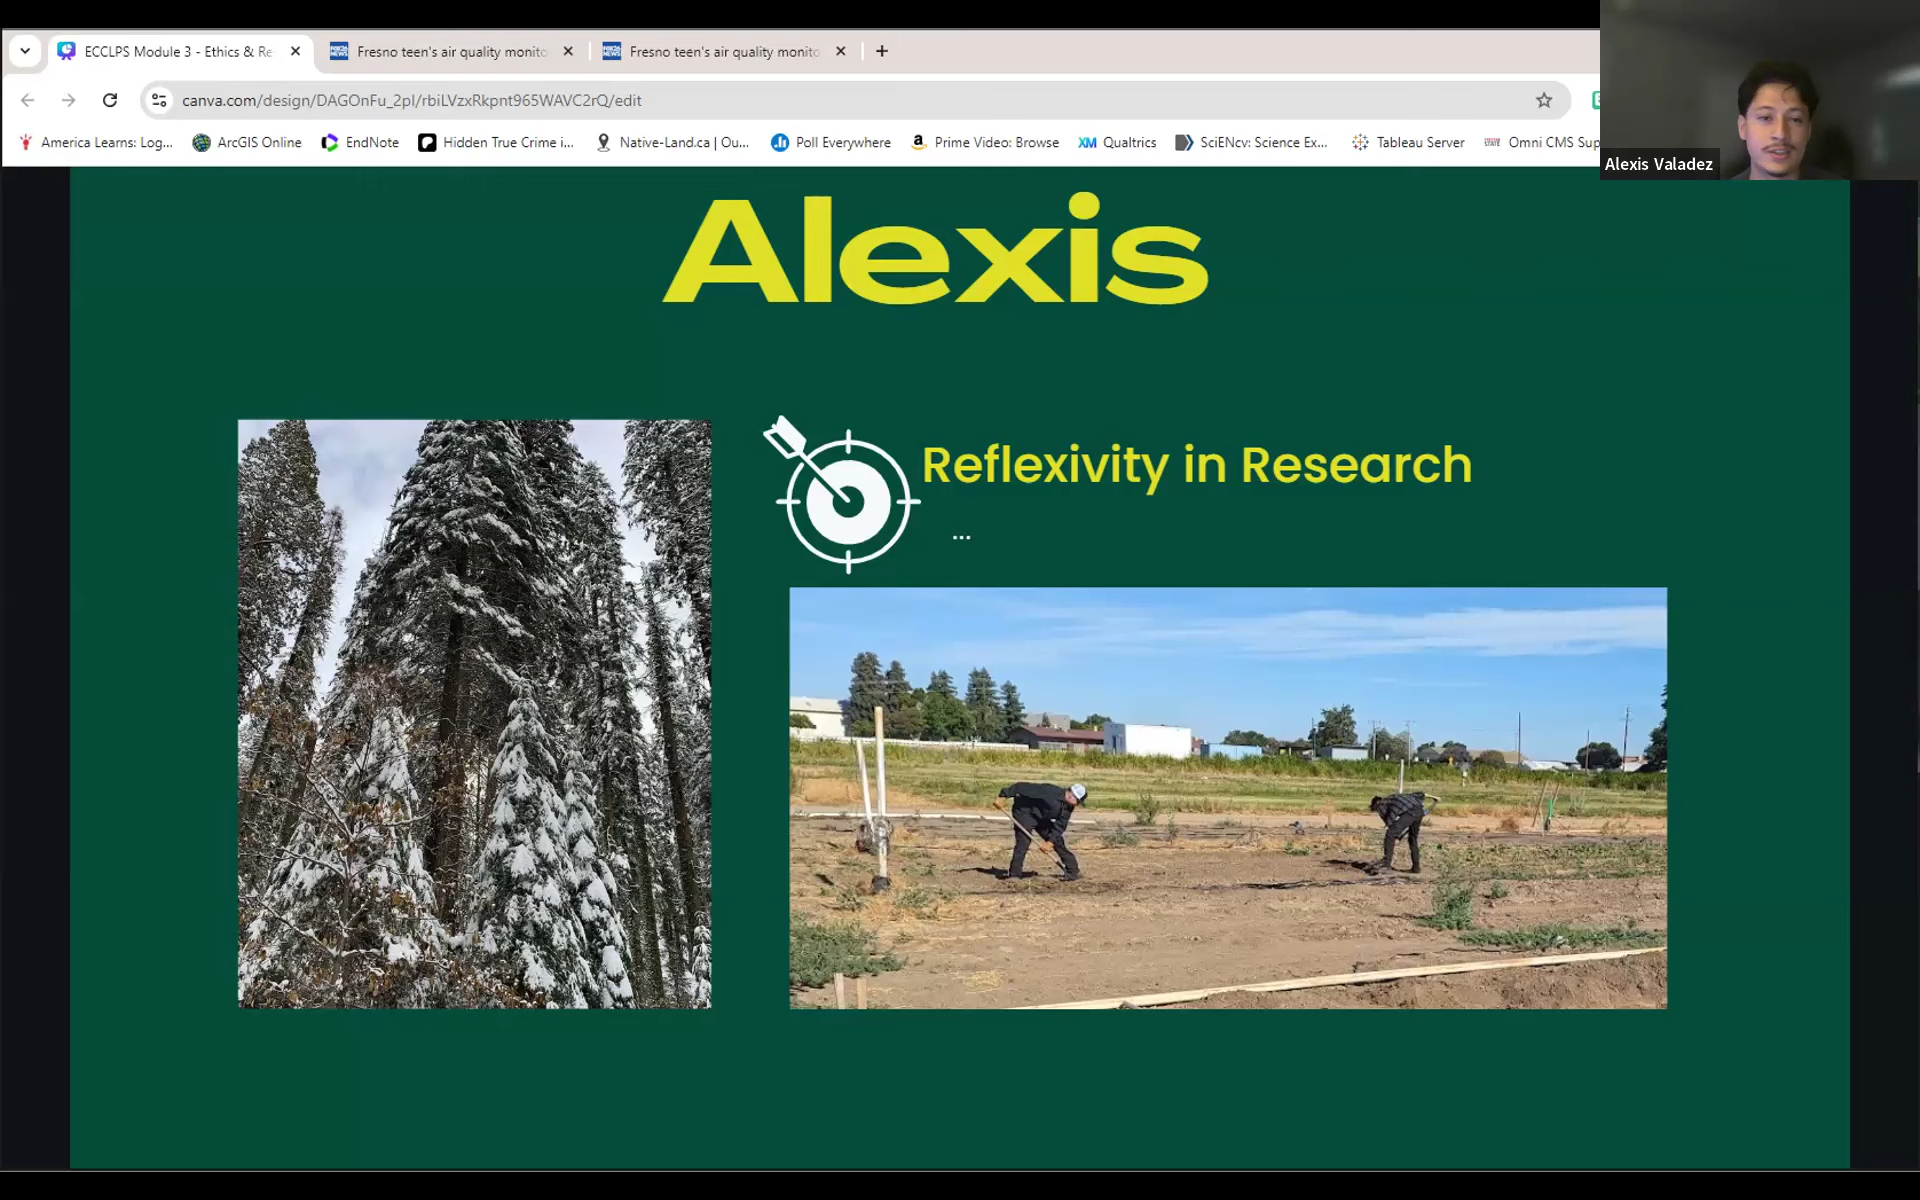 ECCLPS Module 3 - Ethics & Re
Fresno teen's air quality monito
Fresno teen's air quality monito
canva.com/design/DAGOnFu_2pI/rbiLVzxRkpnt965WAVC2rQ/edit
America Learns: Log...
ArcGIS Online
EndNote
Hidden True Crime i...
Native-Land.ca | Ou...
Poll Everywhere
Prime Video: Browse
XM Qualtrics
SciENcv: Science Ex...
Tableau Server
Omni CMS Sup
Alexis Valadez
Alexis
Reflexivity in Research
...